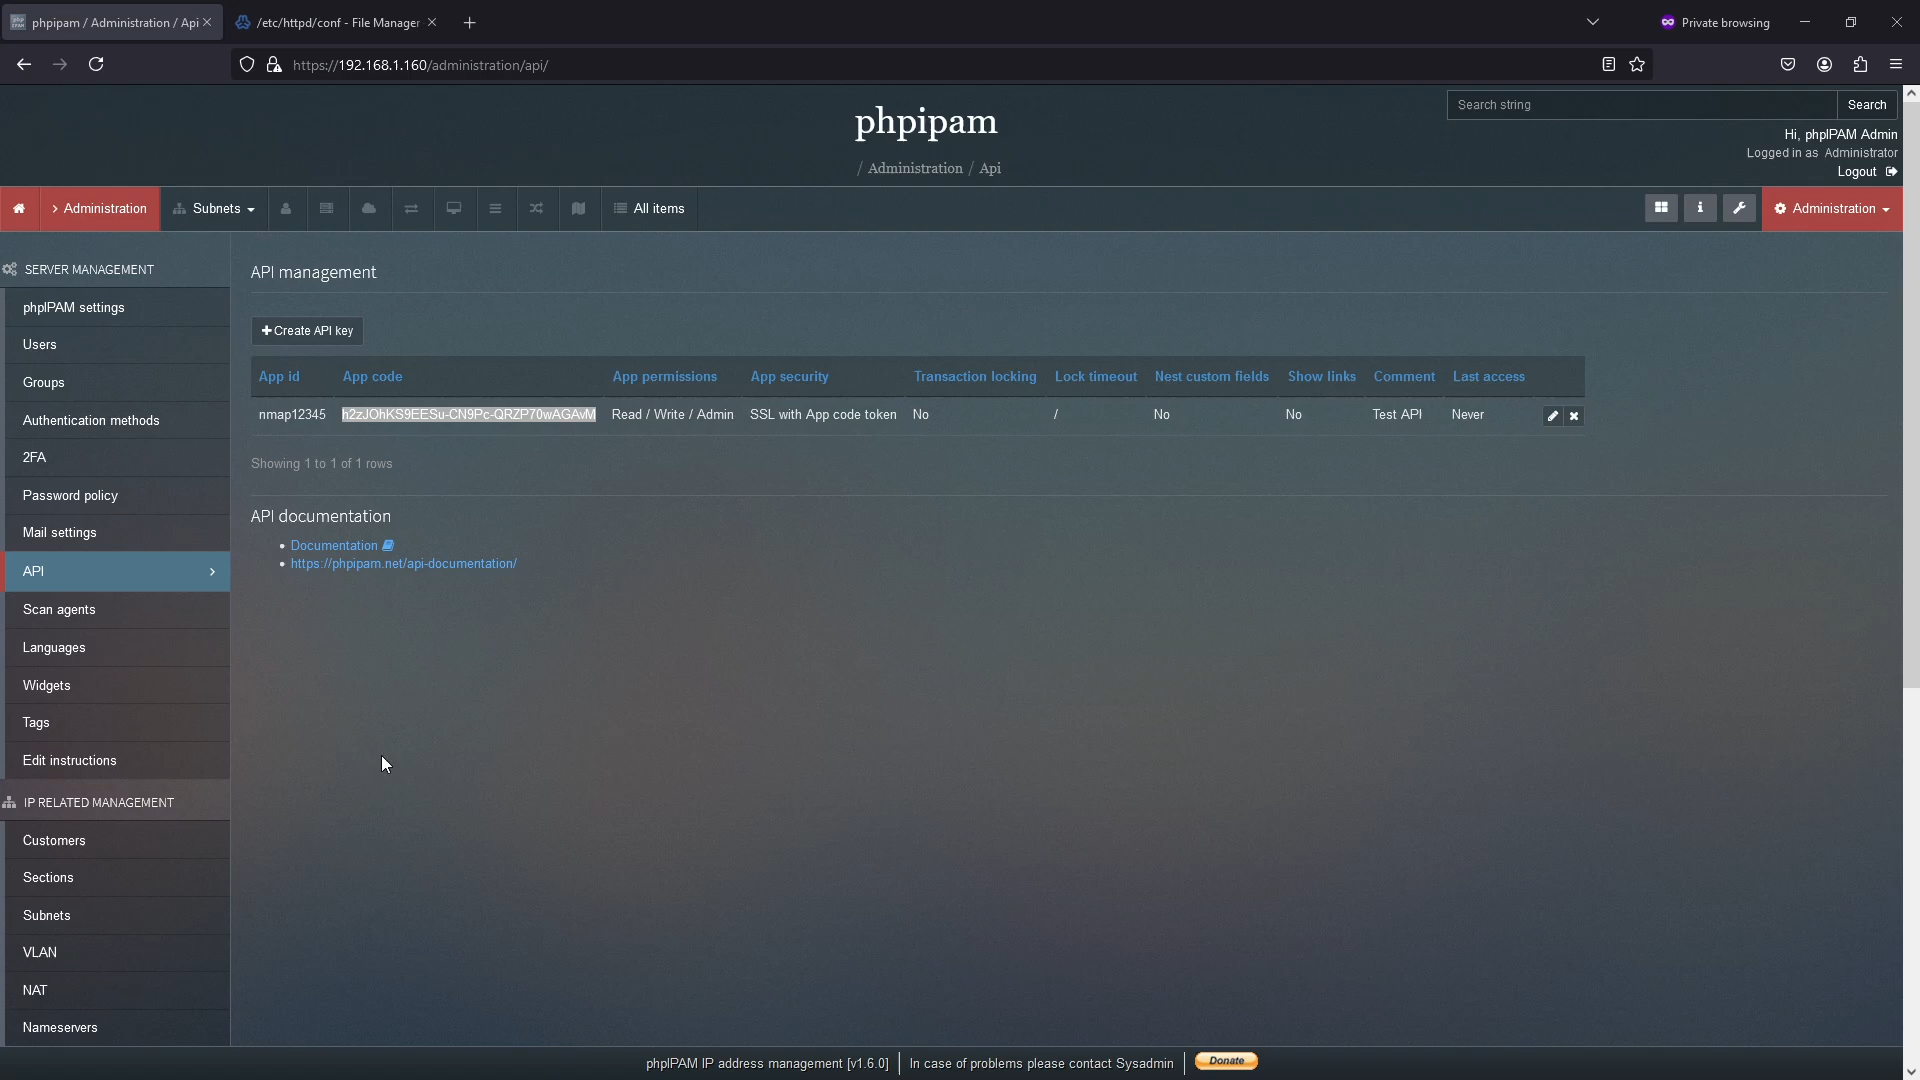 phpipam / Administration / Api
/etc/httpd/conf - File Manager
Private browsing
https://192.168.1.160/administration/api/
phpipam
/ Administration / Api
Search string
Search
Hi, phpIPAM Admin
Logged in as Administrator
Logout
> Administration
Subnets
All items
Administration
SERVER MANAGEMENT
phpIPAM settings
Users
Groups
Authentication methods
2FA
Password policy
Mail settings
API
Scan agents
Languages
Widgets
Tags
Edit instructions
IP RELATED MANAGEMENT
Customers
Sections
Subnets
VLAN
NAT
Nameservers
API management
+ Create API key
App id App code App permissions App security Transaction locking Lock timeout Nest custom fields Show links Comment Last access
nmap12345 h2zJOhKS9EESu-CN9Pc-QRZP70wAGAvM Read / Write / Admin SSL with App code token No / No No Test API Never
Showing 1 to 1 of 1 rows
API documentation
Documentation
https://phpipam.net/api-documentation/
phpIPAM IP address management [v1.6.0] In case of problems please contact Sysadmin Donate